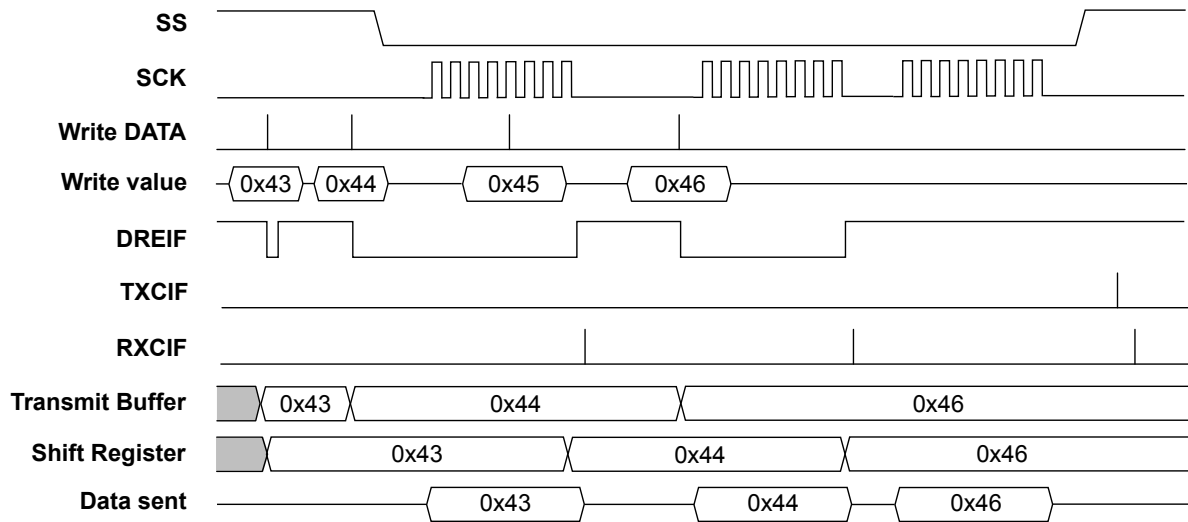 SS
SCK
Write DATA
Write value 0x43 0x44 0x45 0x46
DREIF
TXCIF
RXCIF
Transmit Buffer 0x43 0x44 0x46
Shift Register 0x43 0x44 0x46
Data sent 0x43 0x44 0x46